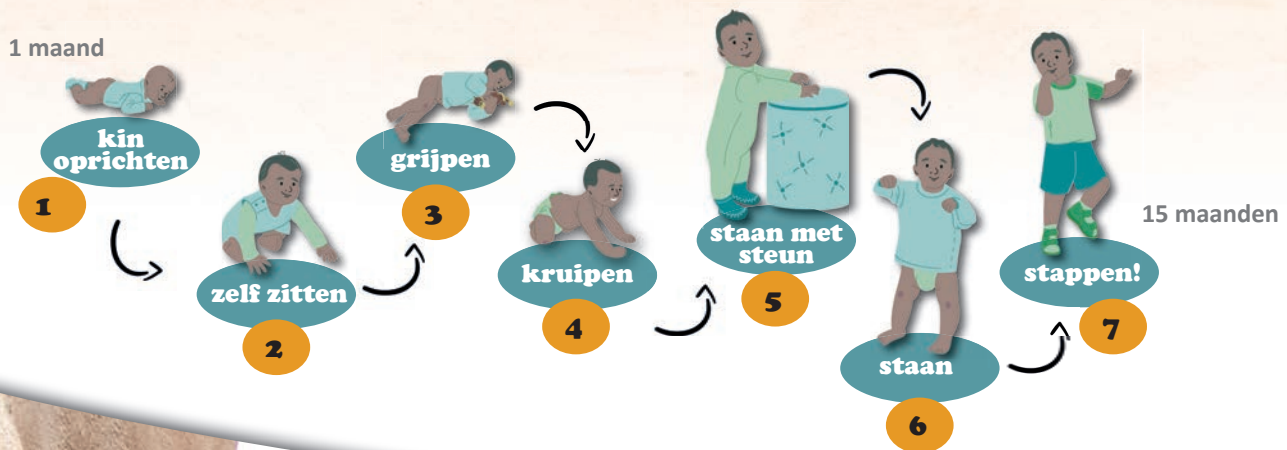 1 maand
kin
oprichten
1
zelf zitten
2
grijpen
3
kruipen
4
staan met
steun
5
staan
6
stappen!
7
15 maanden